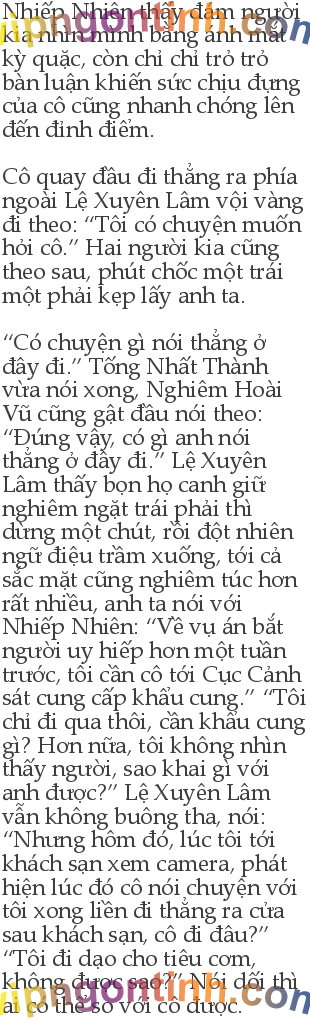 Nhiếp Nhiên thấy đám người
kia nhìn mình bằng ánh mắt
kỳ quặc, còn chỉ chỉ trỏ trỏ
bàn luận khiến sức chịu đựng
của cô cũng nhanh chóng lên
đến đỉnh điểm.
Cô quay đầu đi thẳng ra phía
ngoài Lệ Xuyên Lâm vội vàng
đi theo: “Tôi có chuyện muốn
hỏi cô.” Hai người kia cũng
theo sau, phút chốc một trái
một phải kẹp lấy anh ta.
“Có chuyện gì nói thẳng ở
đây đi.” Tống Nhất Thành
vừa nói xong, Nghiêm Hoài
Vũ cũng gật đầu nói theo:
“Đúng vậy, có gì anh nói
thẳng ở đây đi.” Lệ Xuyên
Lâm thấy bọn họ canh giữ
nghiêm ngặt trái phải thì
dừng một chút, rồi đột nhiên
ngữ điệu trầm xuống, tới cả
sắc mặt cũng nghiêm túc hơn
rất nhiều, anh ta nói với
Nhiếp Nhiên: “Về vụ án bắt
người uy hiếp hơn một tuần
trước, tôi cần cô tới Cục Cảnh
sát cung cấp khẩu cung.” “Tôi
chỉ đi qua thôi, cần khẩu cung
gì? Hơn nữa, tôi không nhìn
thấy người, sao khai gì với
anh được?” Lệ Xuyên Lâm
vẫn không buông tha, nói:
“Nhưng hôm đó, lúc tôi tới
khách sạn xem camera, phát
hiện lúc đó cô nói chuyện với
tôi xong liền đi thẳng ra cửa
sau khách sạn, cô đi đâu?”
“Tôi đi dạo cho tiêu cơm,
không được sao?” Nói dối thì
ai có thể so với cô được.
vipngontinh.com
vipngontinh.com